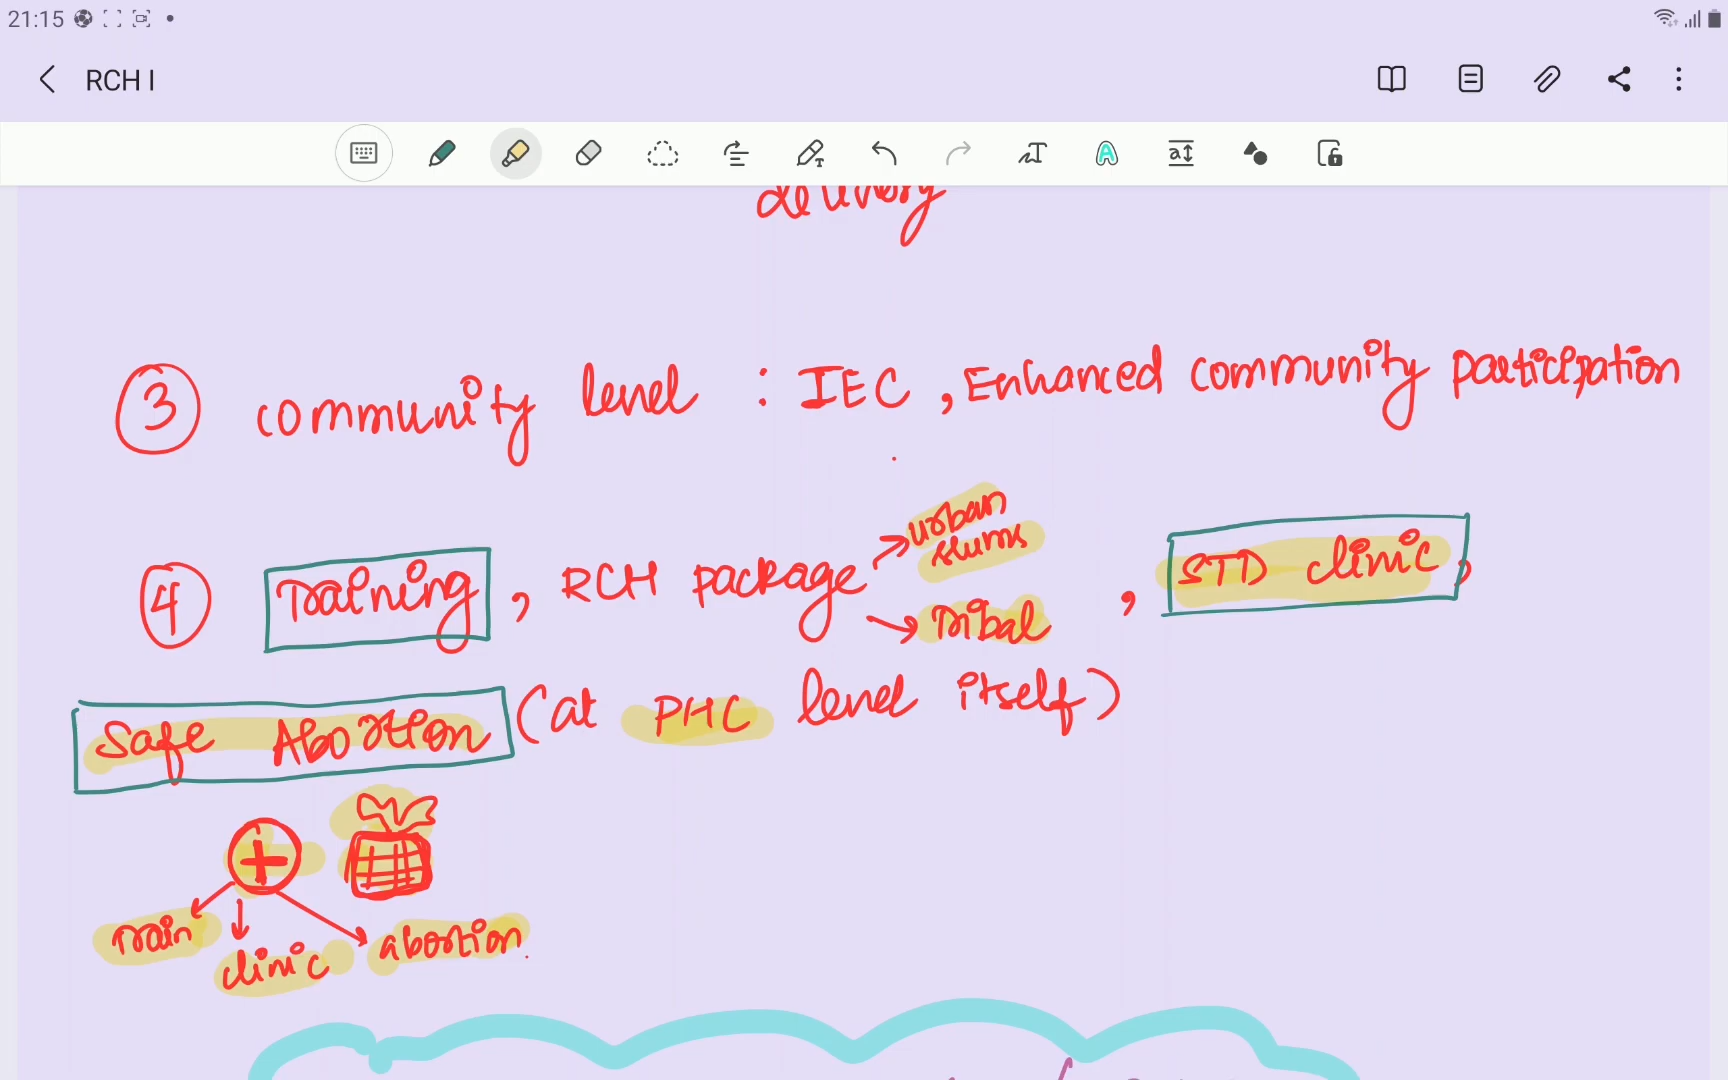 21:15
RCH I
delivery
3 community level : IEC, Enhanced community participation
4 Training, RCH package → urban slums → Tribal, STD clinic,
Safe Abortion (at PHC level itself)
+
Train clinic abortion.